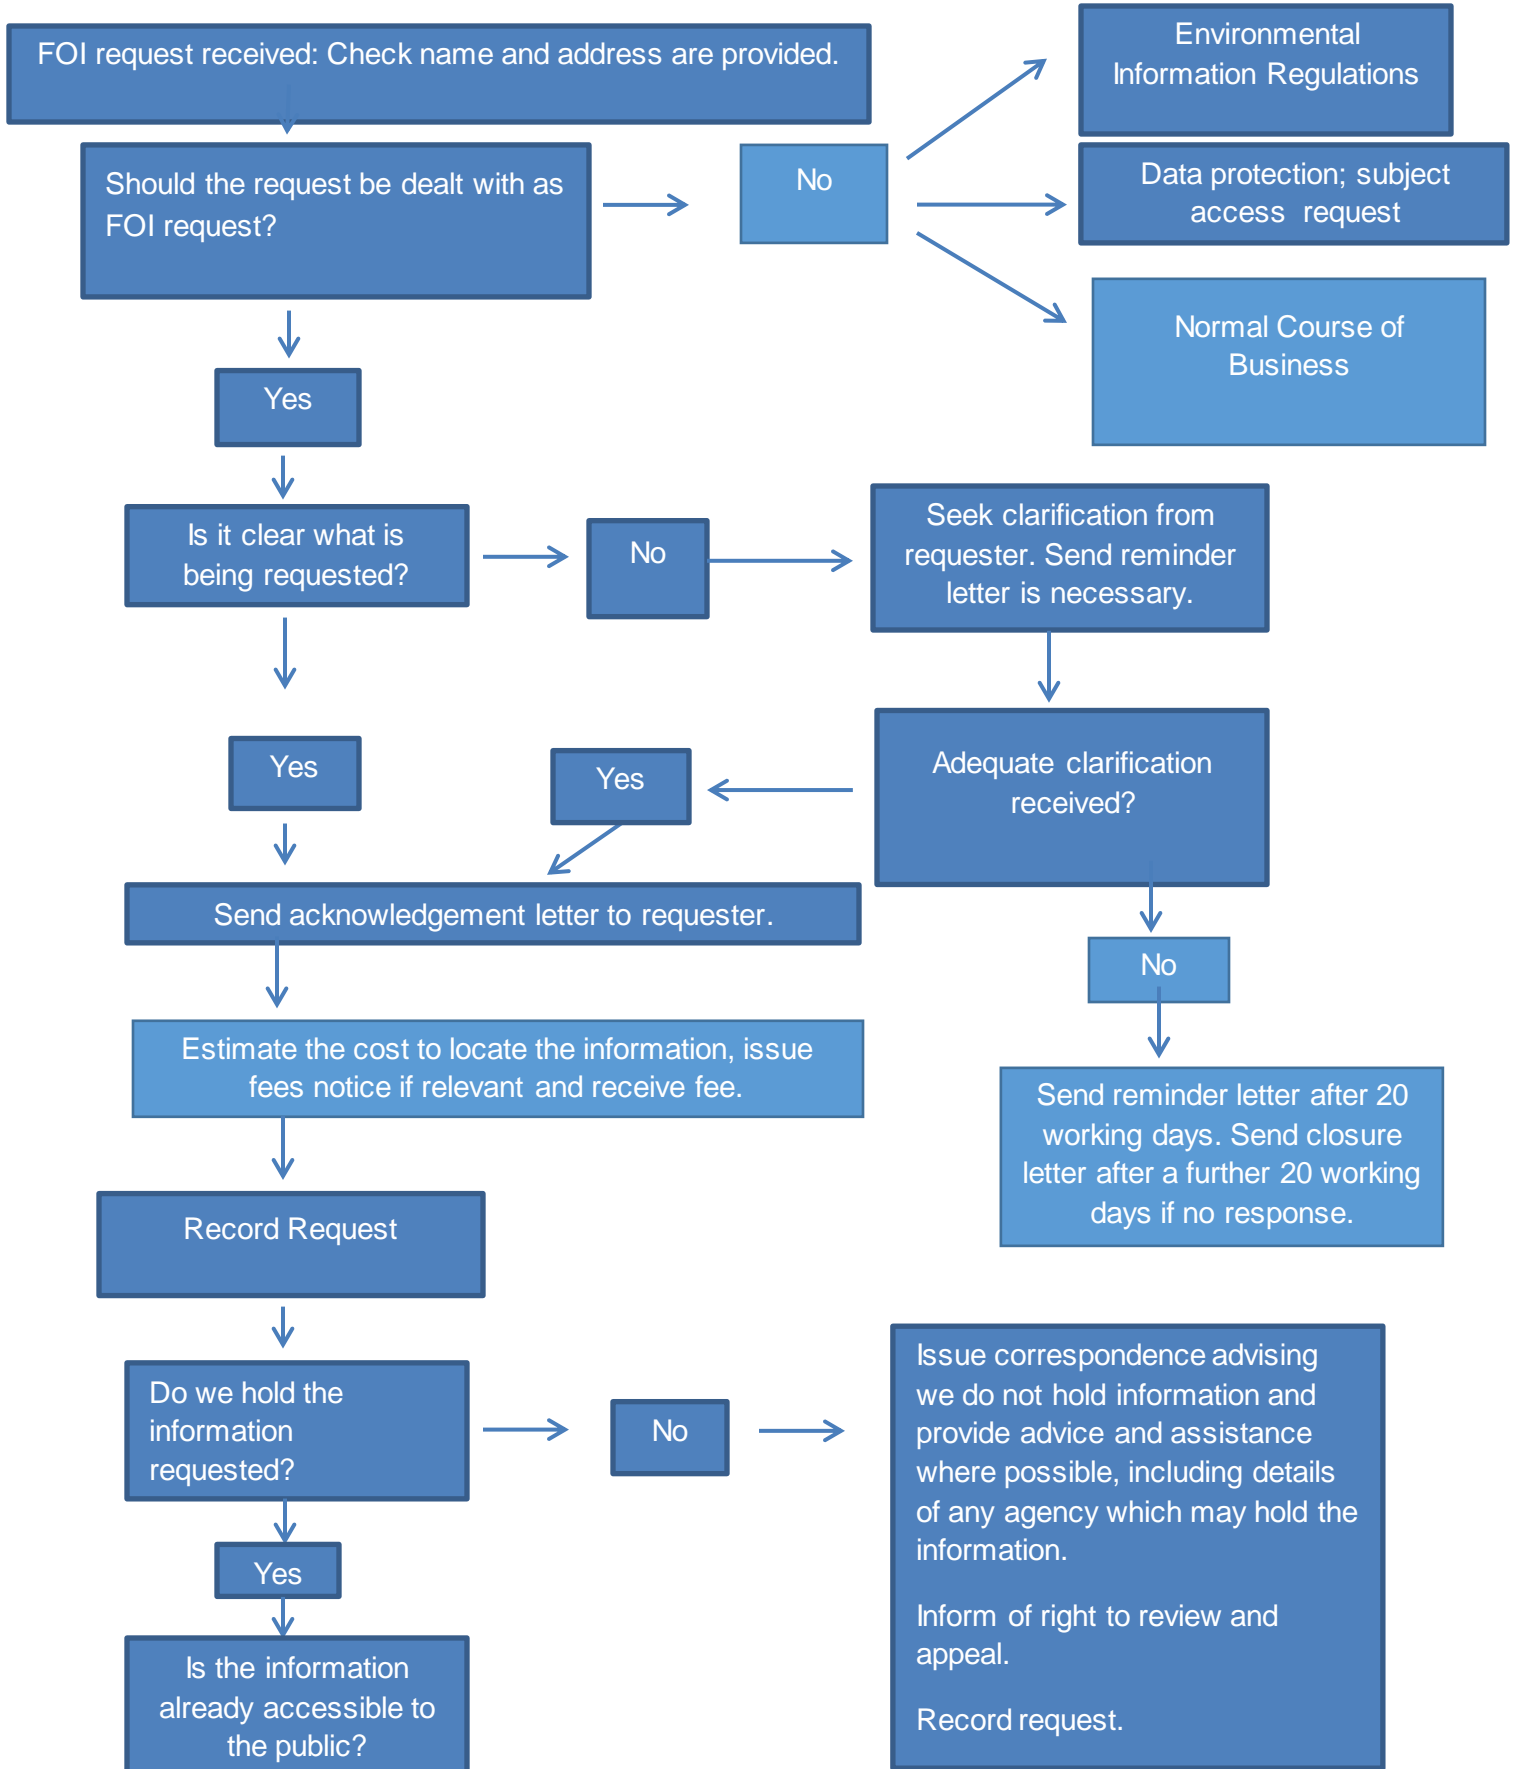 FOI request received: Check name and address are provided.
Environmental
Information Regulations
Should the request be dealt with as
FOI request?
No
Data protection; subject
access request
Normal Course of
Business
Yes
Is it clear what is
being requested?
No
Seek clarification from
requester. Send reminder
letter is necessary.
Yes
Yes
Adequate clarification
received?
Send acknowledgement letter to requester.
No
Estimate the cost to locate the information, issue
fees notice if relevant and receive fee.
Send reminder letter after 20
working days. Send closure
letter after a further 20 working
days if no response.
Record Request
Do we hold the
information
requested?
No
Issue correspondence advising
we do not hold information and
provide advice and assistance
where possible, including details
of any agency which may hold the
information.
Inform of right to review and
appeal.
Record request.
Yes
Is the information
already accessible to
the public?